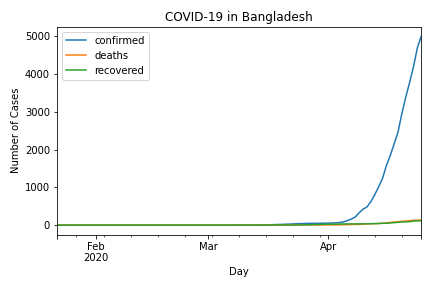 COVID-19 in Bangladesh
confirmed
deaths
recovered
5000
4000
3000
2000
1000
0
Number of Cases
Feb
2020
Mar
Apr
Day